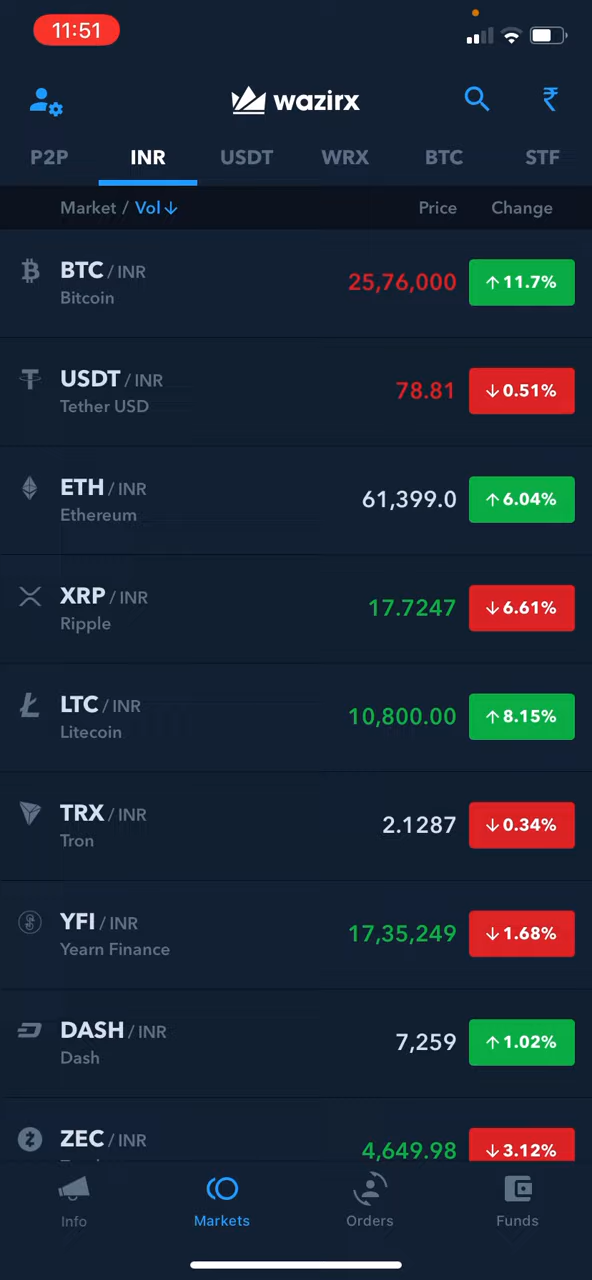 11:51
wazirx ₹
P2P INR USDT WRX BTC STF
Market / Vol↓ Price Change
BTC / INR
Bitcoin
25,76,000 ↑ 11.7%
USDT / INR
Tether USD
78.81 ↓ 0.51%
ETH / INR
Ethereum
61,399.0 ↑ 6.04%
XRP / INR
Ripple
17.7247 ↓ 6.61%
LTC / INR
Litecoin
10,800.00 ↑ 8.15%
TRX / INR
Tron
2.1287 ↓ 0.34%
YFI / INR
Yearn Finance
17,35,249 ↓ 1.68%
DASH / INR
Dash
7,259 ↑ 1.02%
ZEC / INR
4,649.98 ↓ 3.12%
Info Markets Orders Funds